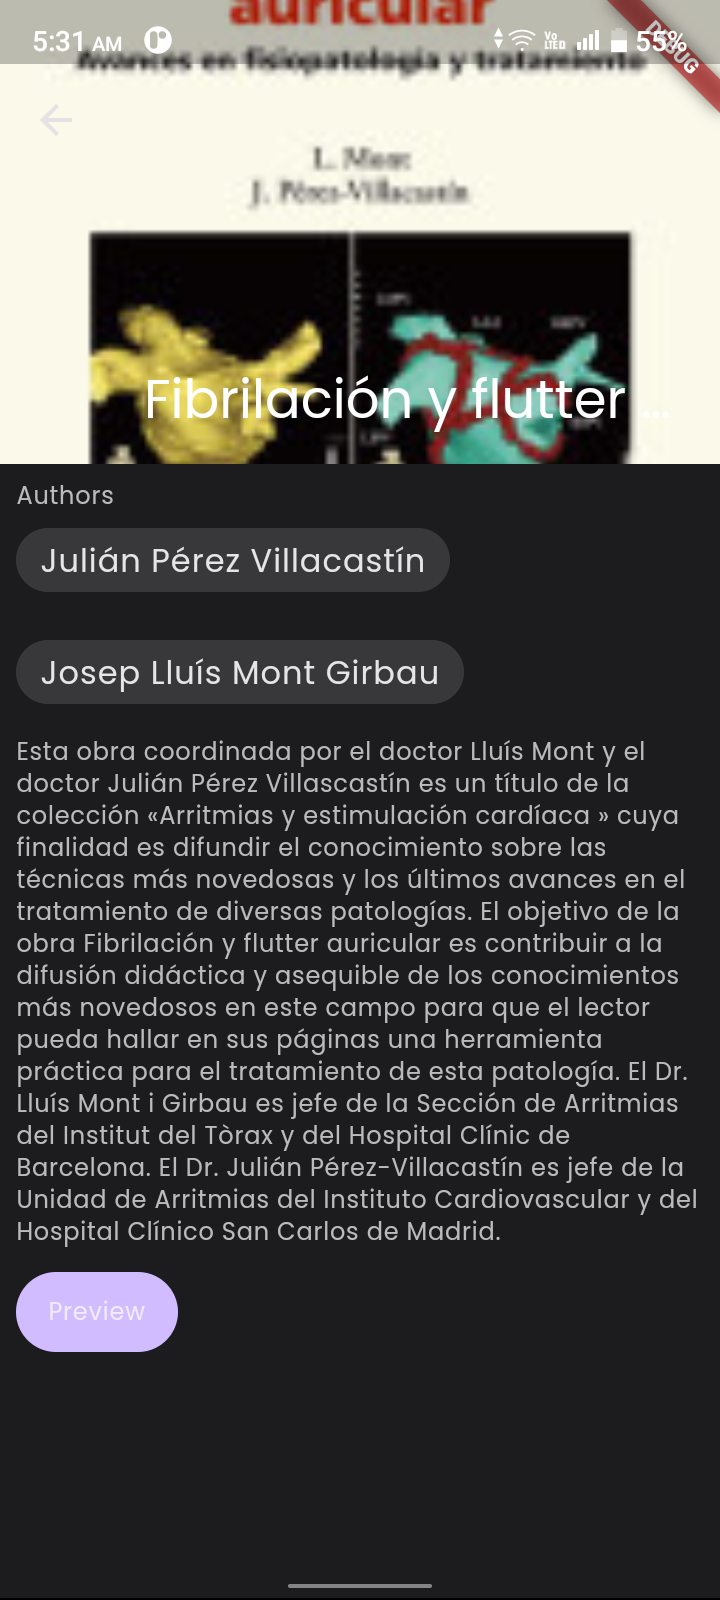 auricular
5:31 AM
Vo LTED
55%
DEBUG
Avances en fisiopatología y tratamiento
L. Mont
J. Pérez-Villacastín
Fibrilación y flutter ...
Authors
Julián Pérez Villacastín
Josep Lluís Mont Girbau
Esta obra coordinada por el doctor Lluís Mont y el
doctor Julián Pérez Villascastín es un título de la
colección «Arritmias y estimulación cardíaca » cuya
finalidad es difundir el conocimiento sobre las
técnicas más novedosas y los últimos avances en el
tratamiento de diversas patologías. El objetivo de la
obra Fibrilación y flutter auricular es contribuir a la
difusión didáctica y asequible de los conocimientos
más novedosos en este campo para que el lector
pueda hallar en sus páginas una herramienta
práctica para el tratamiento de esta patología. El Dr.
Lluís Mont i Girbau es jefe de la Sección de Arritmias
del Institut del Tòrax y del Hospital Clínic de
Barcelona. El Dr. Julián Pérez-Villacastín es jefe de la
Unidad de Arritmias del Instituto Cardiovascular y del
Hospital Clínico San Carlos de Madrid.
Preview